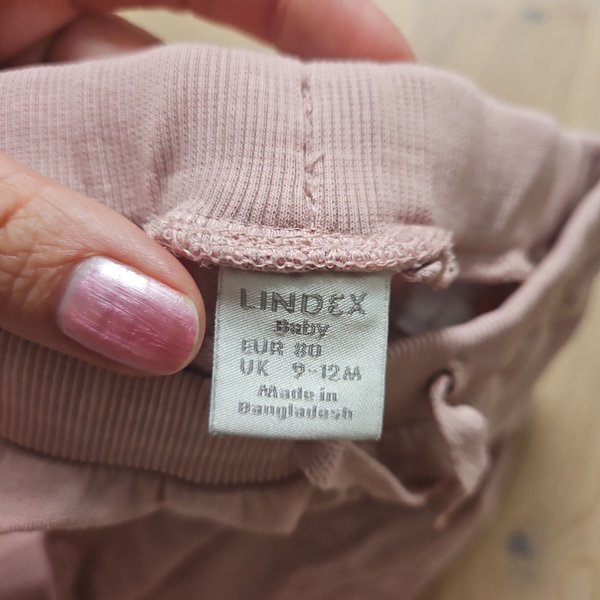 LINDEX
Baby
EUR 80
UK 9-12M
Made in
Bangladesh